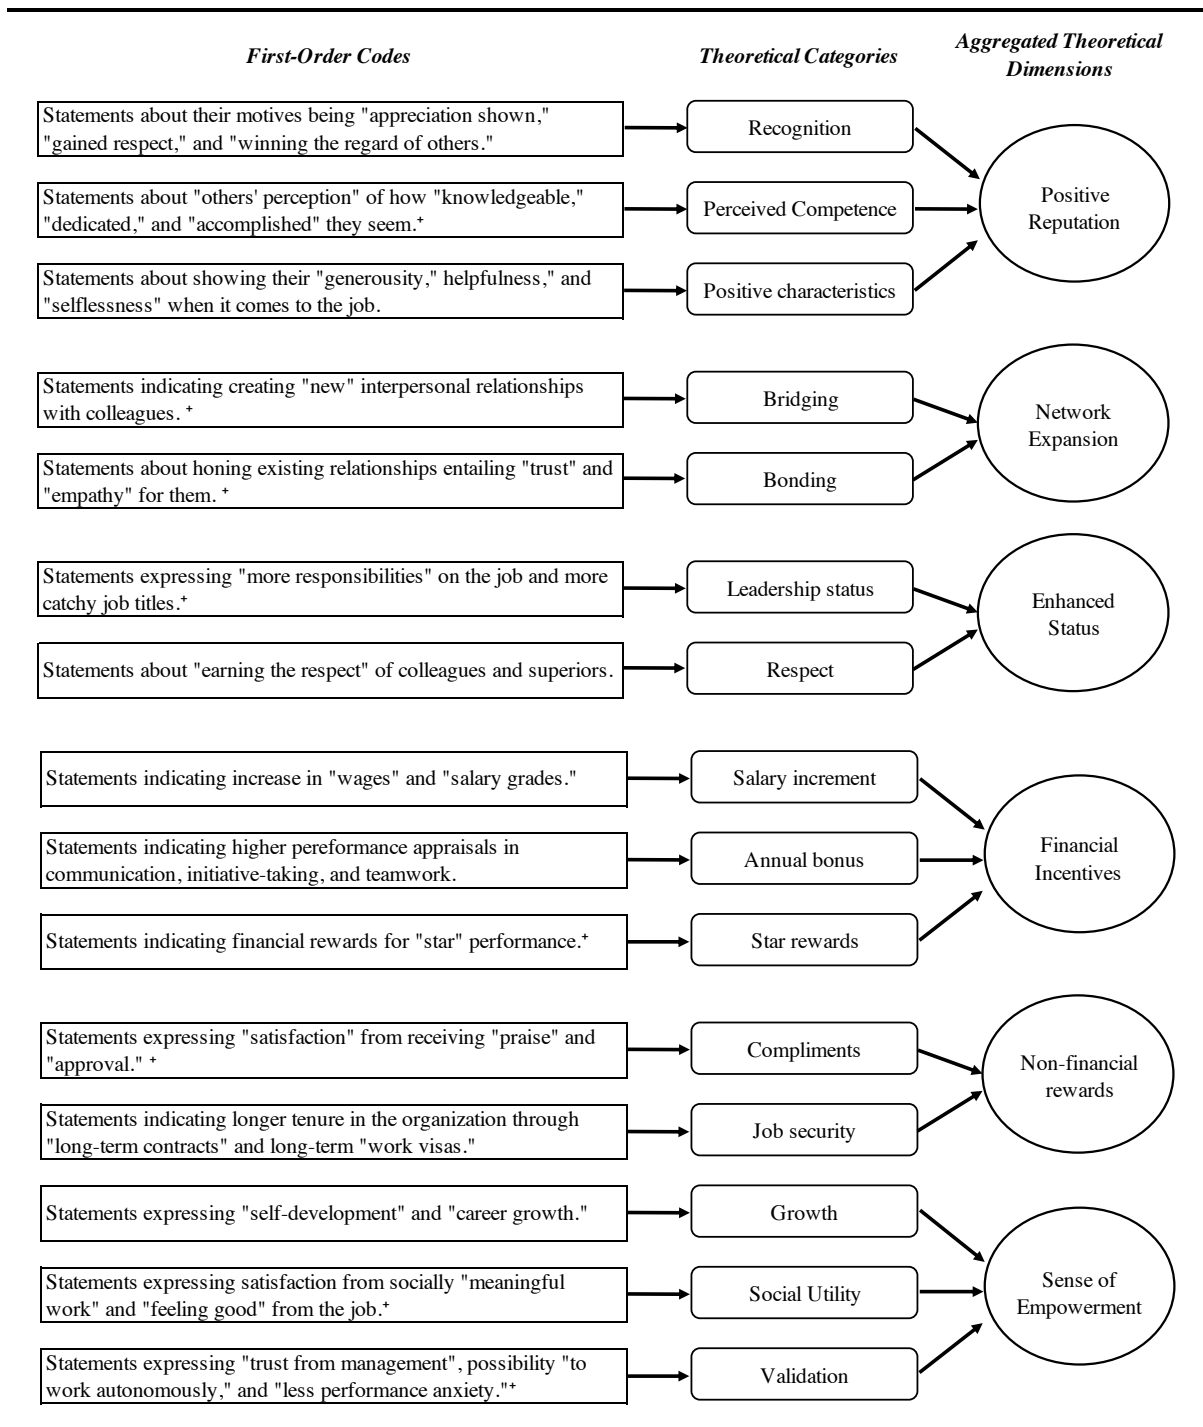 First-Order Codes
Theoretical Categories
Aggregated Theoretical
Dimensions
Statements about their motives being "appreciation shown,"
"gained respect," and "winning the regard of others."
Recognition
Statements about "others' perception" of how "knowledgeable,"
"dedicated," and "accomplished" they seem.⁺
Perceived Competence
Statements about showing their "generousity," helpfulness," and
"selflessness" when it comes to the job.
Positive characteristics
Positive
Reputation
Statements indicating creating "new" interpersonal relationships
with colleagues. ⁺
Bridging
Statements about honing existing relationships entailing "trust" and
"empathy" for them. ⁺
Bonding
Network
Expansion
Statements expressing "more responsibilities" on the job and more
catchy job titles.⁺
Leadership status
Statements about "earning the respect" of colleagues and superiors.
Respect
Enhanced
Status
Statements indicating increase in "wages" and "salary grades."
Salary increment
Statements indicating higher pereformance appraisals in
communication, initiative-taking, and teamwork.
Annual bonus
Statements indicating financial rewards for "star" performance.⁺
Star rewards
Financial
Incentives
Statements expressing "satisfaction" from receiving "praise" and
"approval." ⁺
Compliments
Statements indicating longer tenure in the organization through
"long-term contracts" and long-term "work visas."
Job security
Non-financial
rewards
Statements expressing "self-development" and "career growth."
Growth
Statements expressing satisfaction from socially "meaningful
work" and "feeling good" from the job.⁺
Social Utility
Statements expressing "trust from management", possibility "to
work autonomously," and "less performance anxiety."⁺
Validation
Sense of
Empowerment